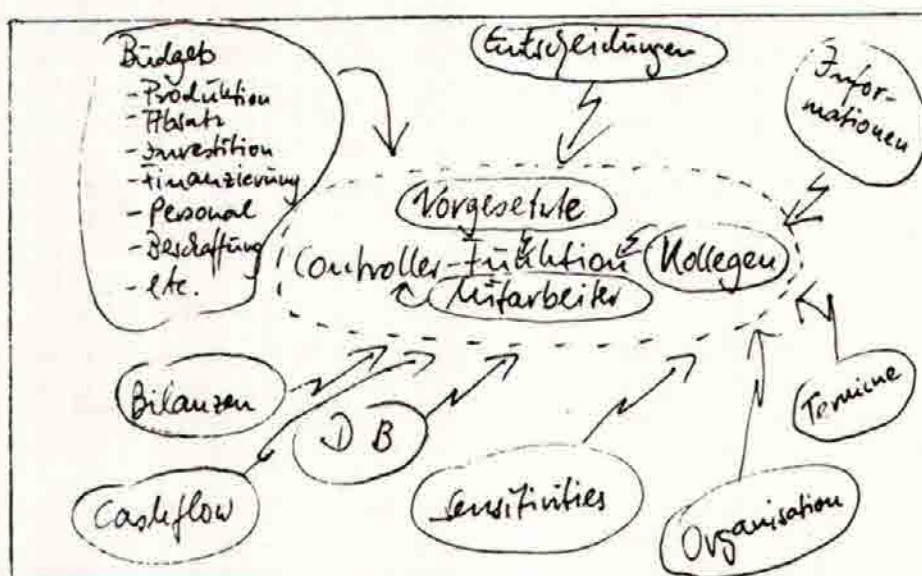 Budgets
- Produktion
- Absatz
- Investition
- Finanzierung
- Personal
- Beschaffung
- etc.
Entscheidungen
Infor-
mationen
Vorgesetzte
Controller-Funktion
Kollegen
Mitarbeiter
Bilanzen
DB
Cashflow
Sensitivities
Organisation
Termine